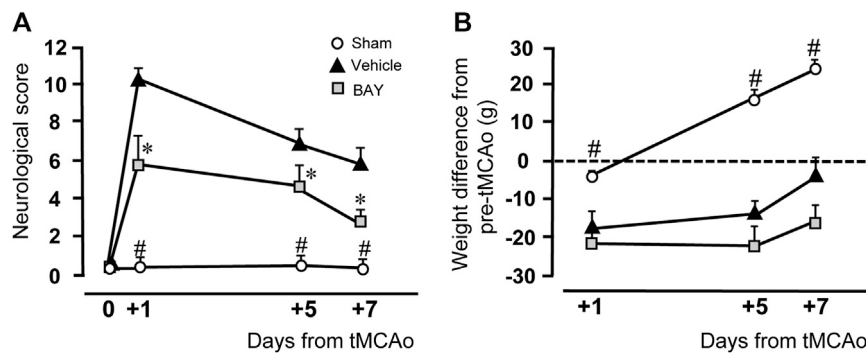 A
Neurological score
12
10
8
6
4
2
0
Sham
Vehicle
BAY
*
*
*
#
#
#
0 +1 +5 +7
Days from tMCAo
B
Weight difference from
pre-tMCAo (g)
30
20
10
0
-10
-20
-30
#
#
#
+1 +5 +7
Days from tMCAo